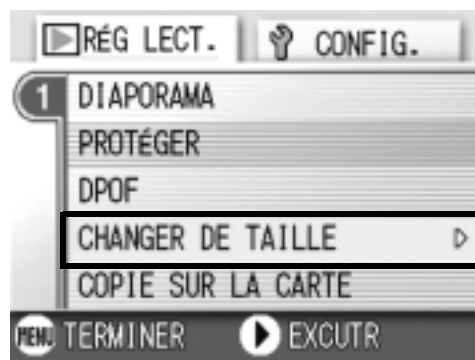 RÉG LECT. CONFIG.
1 DIAPORAMA
PROTÉGER
DPOF
CHANGER DE TAILLE
COPIE SUR LA CARTE
MENU TERMINER EXCUTR